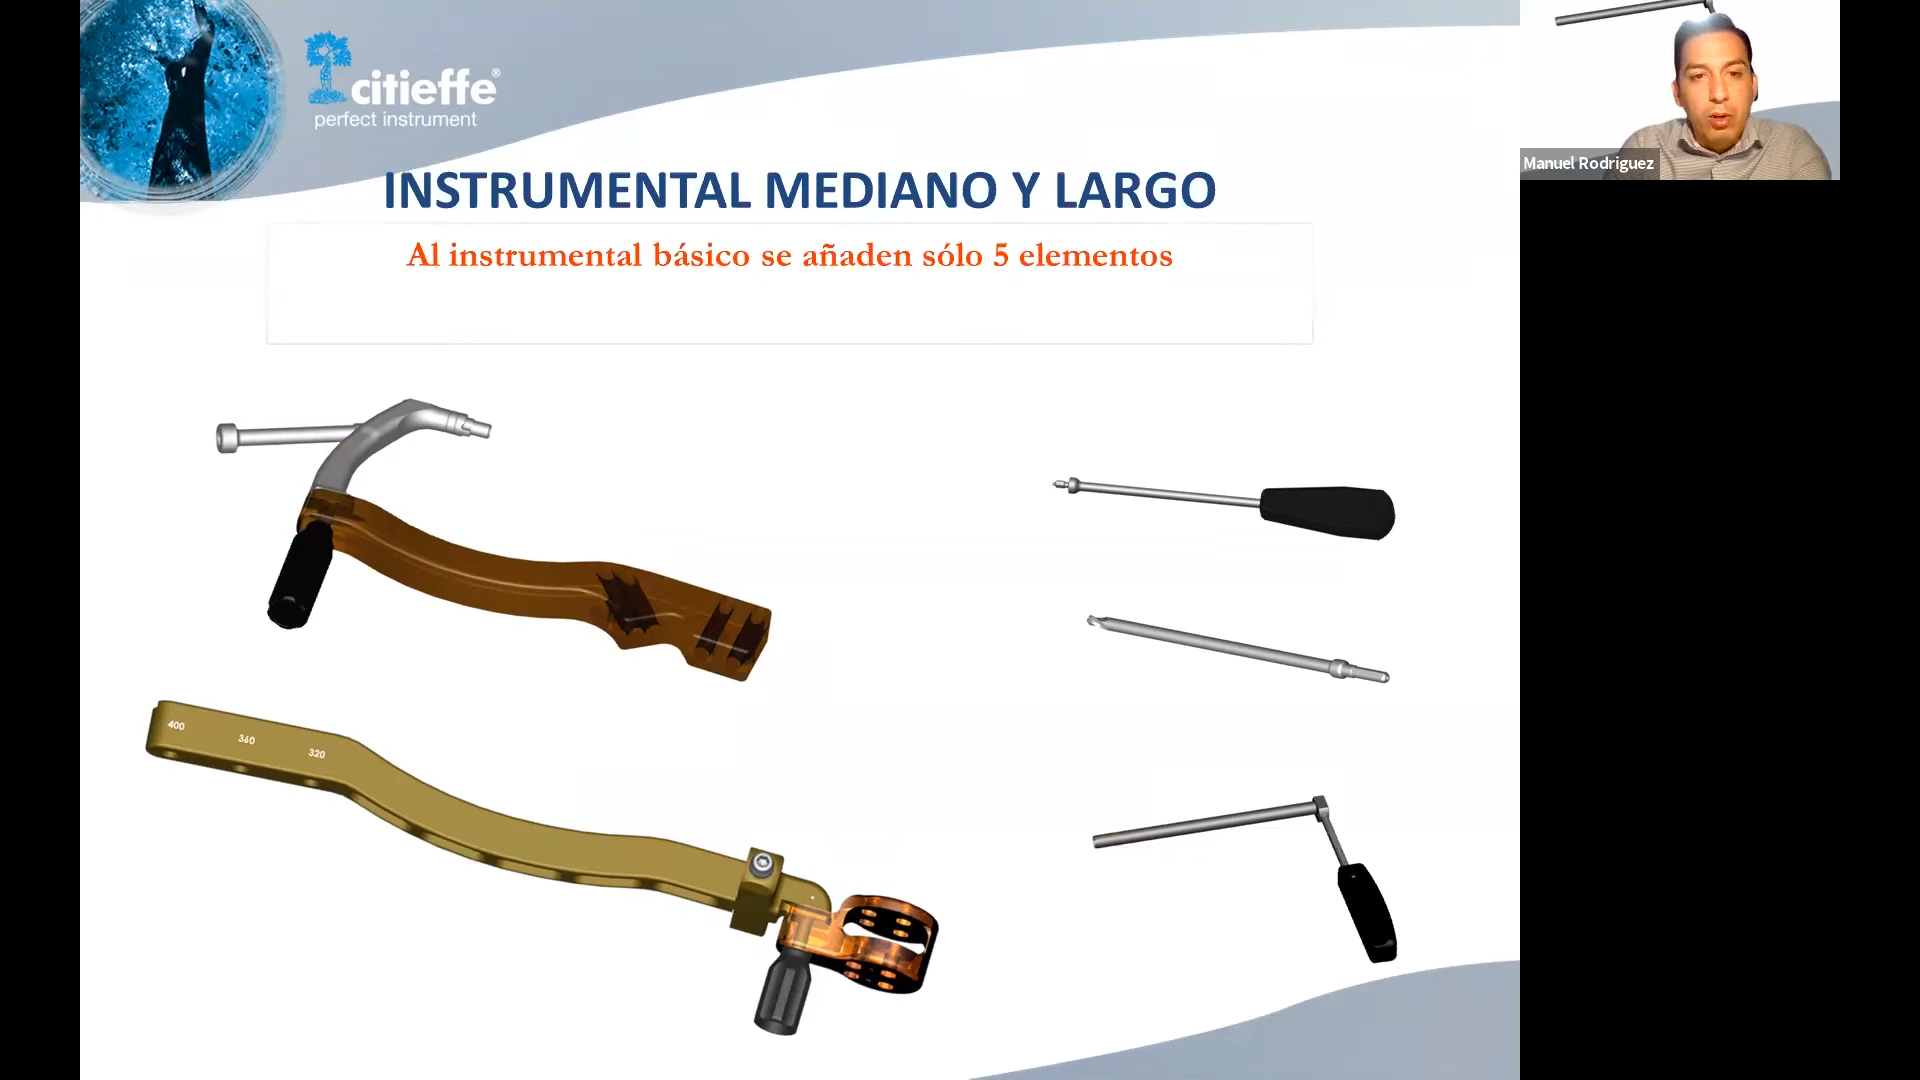 citieffe®
perfect instrument
Manuel Rodriguez
INSTRUMENTAL MEDIANO Y LARGO
Al instrumental básico se añaden sólo 5 elementos
400
360
320